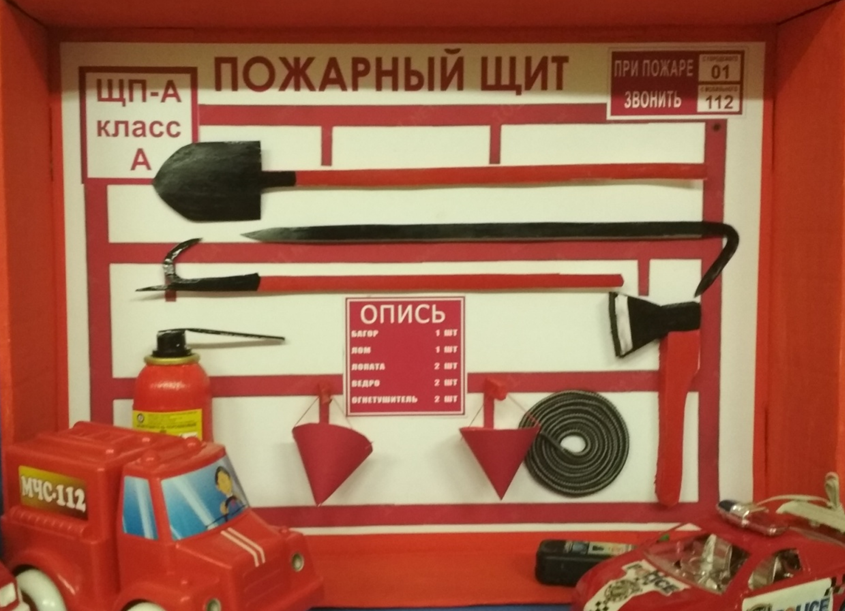 ПОЖАРНЫЙ ЩИТ
ЩП-А
класс
А
ПРИ ПОЖАРЕ
ЗВОНИТЬ
01
112
ОПИСЬ
БАГОР 1 ШТ
ЛОМ 1 ШТ
ЛОПАТА 2 ШТ
ВЕДРО 2 ШТ
ОГНЕТУШИТЕЛЬ 2 ШТ
МЧС-112
POLICE